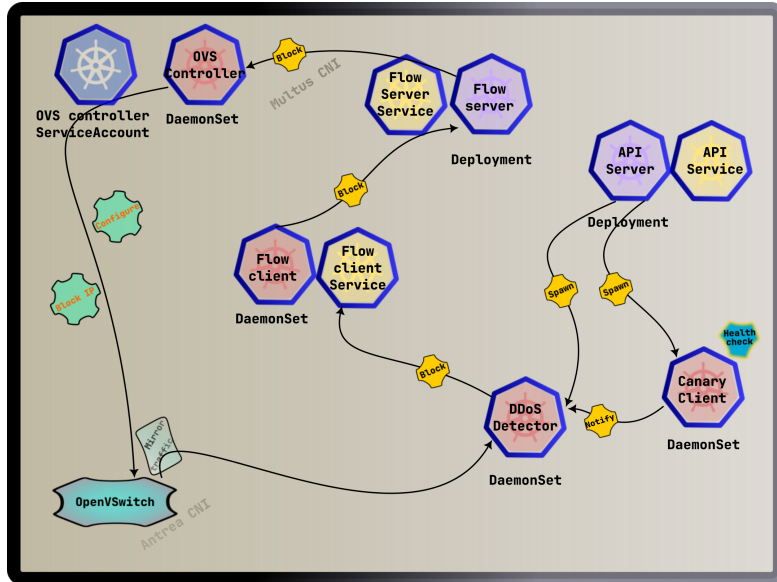 OVS
Controller
OVS controller
ServiceAccount
DaemonSet
Block
Multus CNI
Flow
Server
Service
Flow
server
Deployment
API
Server
API
Service
Deployment
Configure
Block IP
Block
Flow
client
Flow
client
Service
DaemonSet
Spawn
Spawn
Health
check
Block
DDoS
Detector
DaemonSet
Notify
Canary
Client
DaemonSet
Mirror
traffic
OpenVSwitch
Antrea CNI